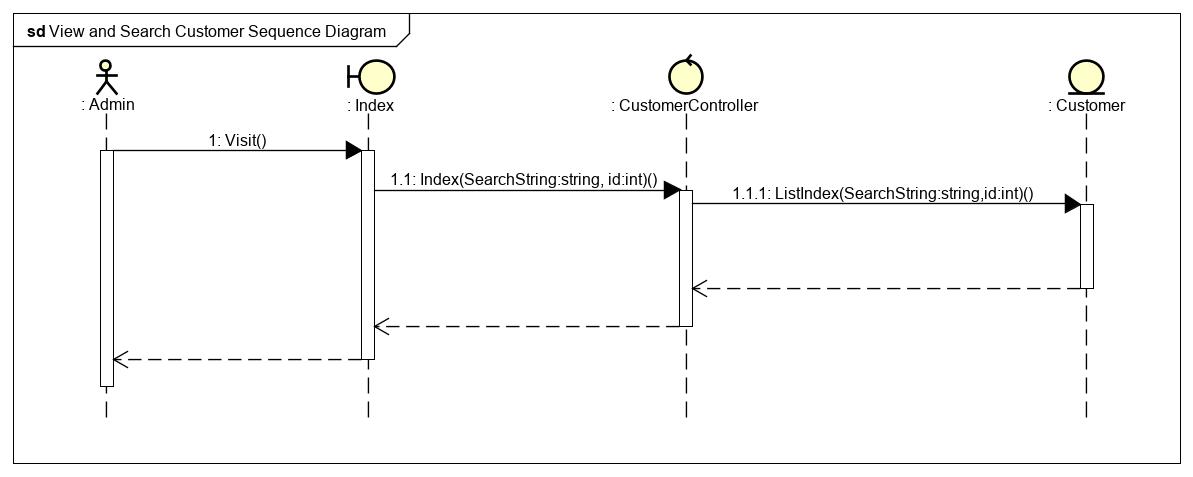 sd View and Search Customer Sequence Diagram
: Admin
: Index
: CustomerController
: Customer
1: Visit()
1.1: Index(SearchString:string, id:int)()
1.1.1: ListIndex(SearchString:string,id:int)()